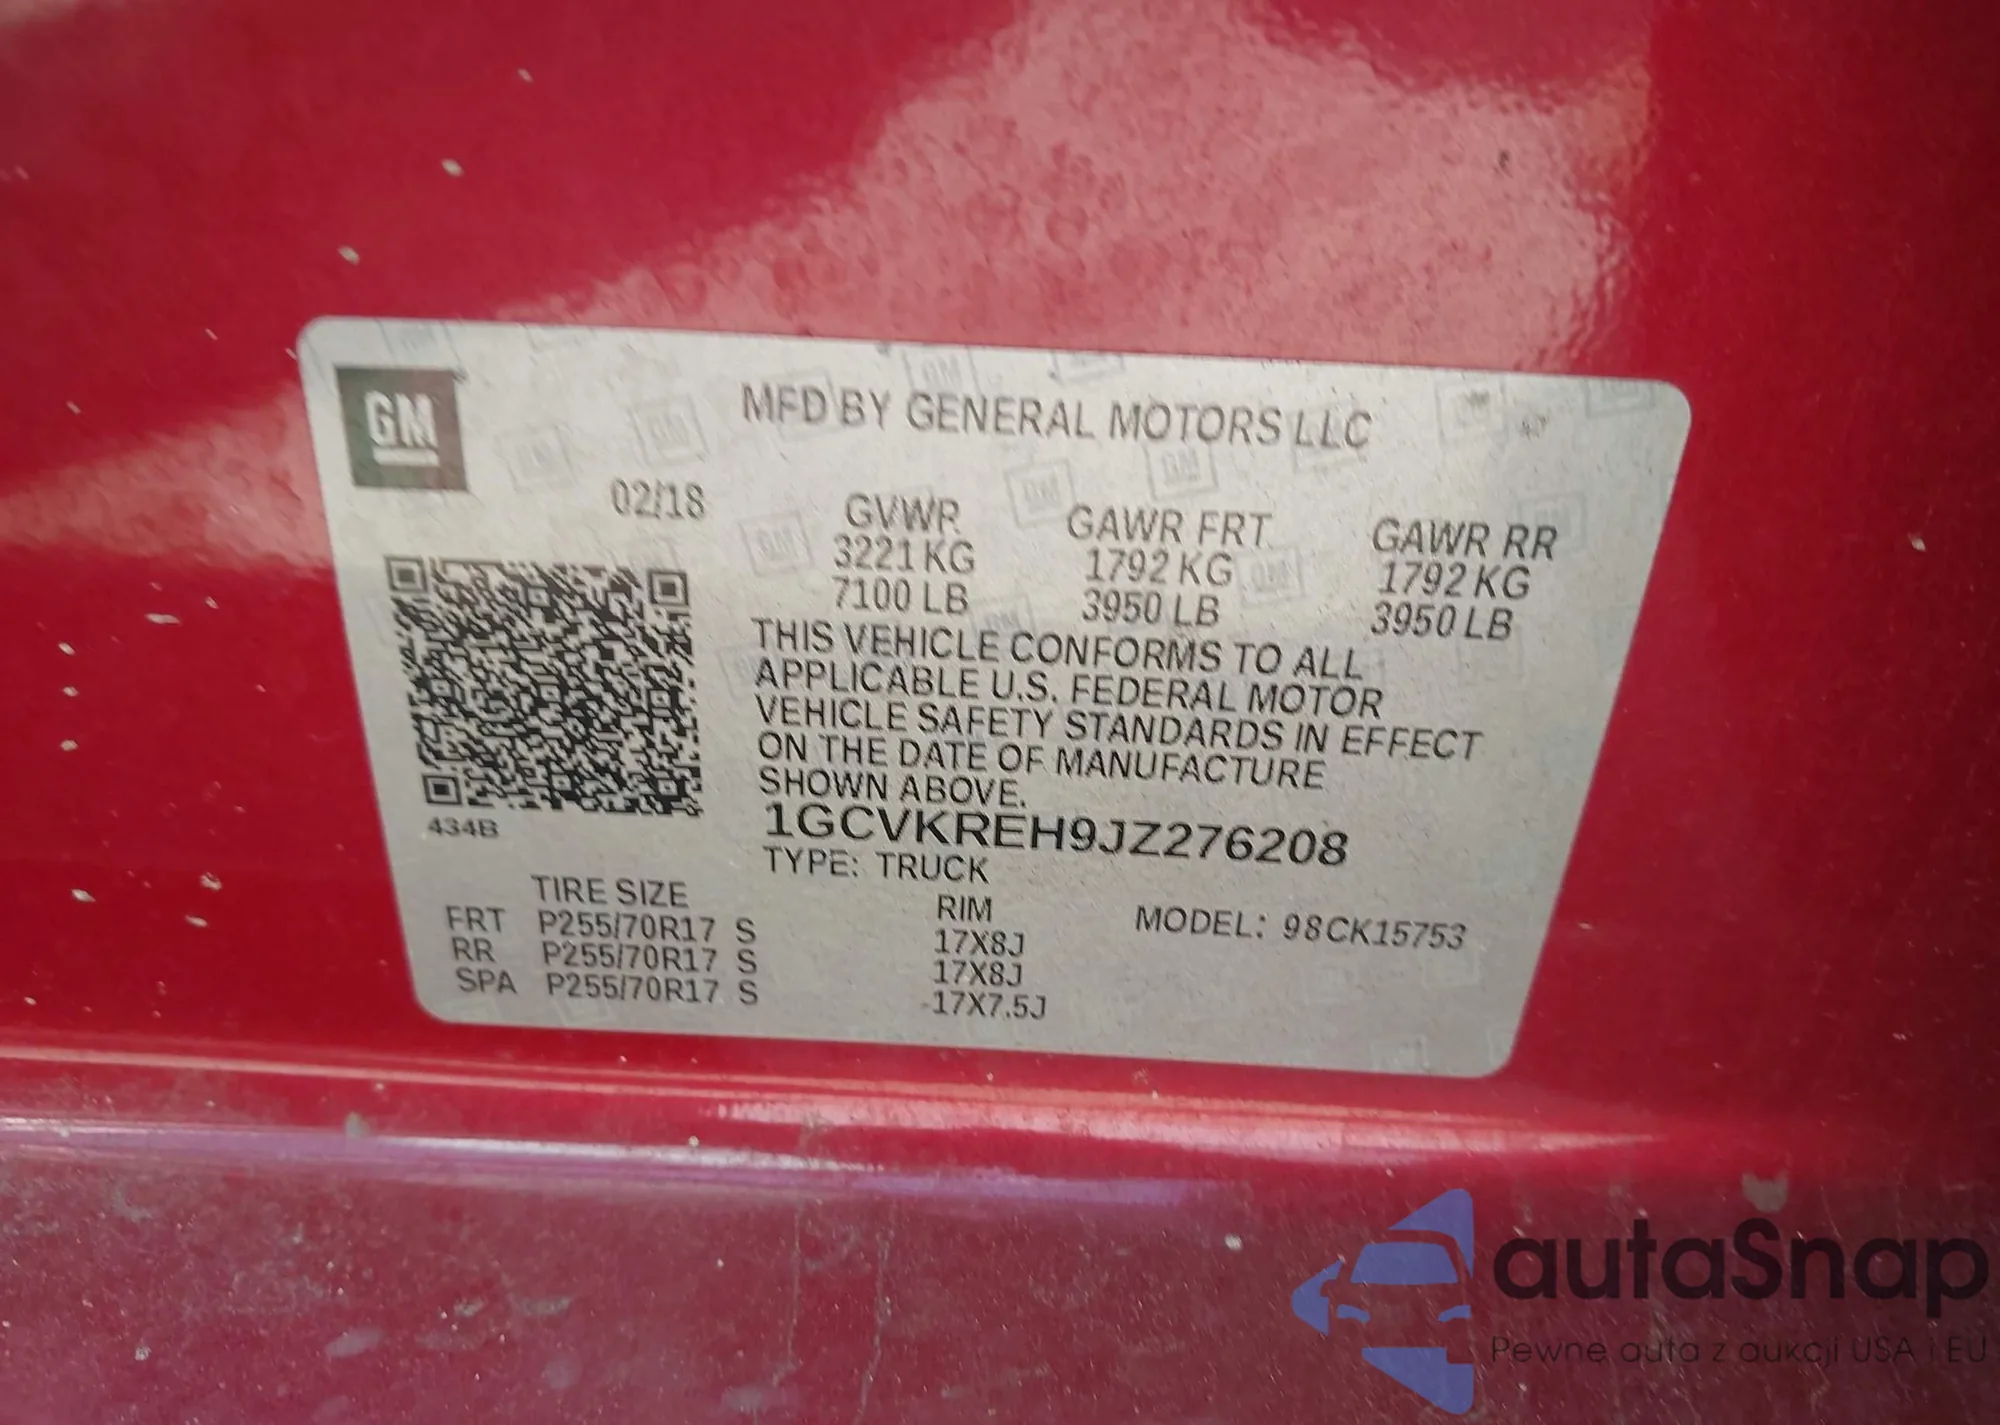 GM
MFD BY GENERAL MOTORS LLC
02/18
GVWR GAWR FRT GAWR RR
3221 KG 1792 KG 1792 KG
7100 LB 3950 LB 3950 LB
THIS VEHICLE CONFORMS TO ALL
APPLICABLE U.S. FEDERAL MOTOR
VEHICLE SAFETY STANDARDS IN EFFECT
ON THE DATE OF MANUFACTURE
SHOWN ABOVE.
434B
1GCVKREH9JZ276208
TYPE: TRUCK
TIRE SIZE RIM
FRT P255/70R17 S 17X8J MODEL: 98CK15753
RR P255/70R17 S 17X8J
SPA P255/70R17 S 17X7.5J
autaSnap
Pewne auta z aukcji USA i EU